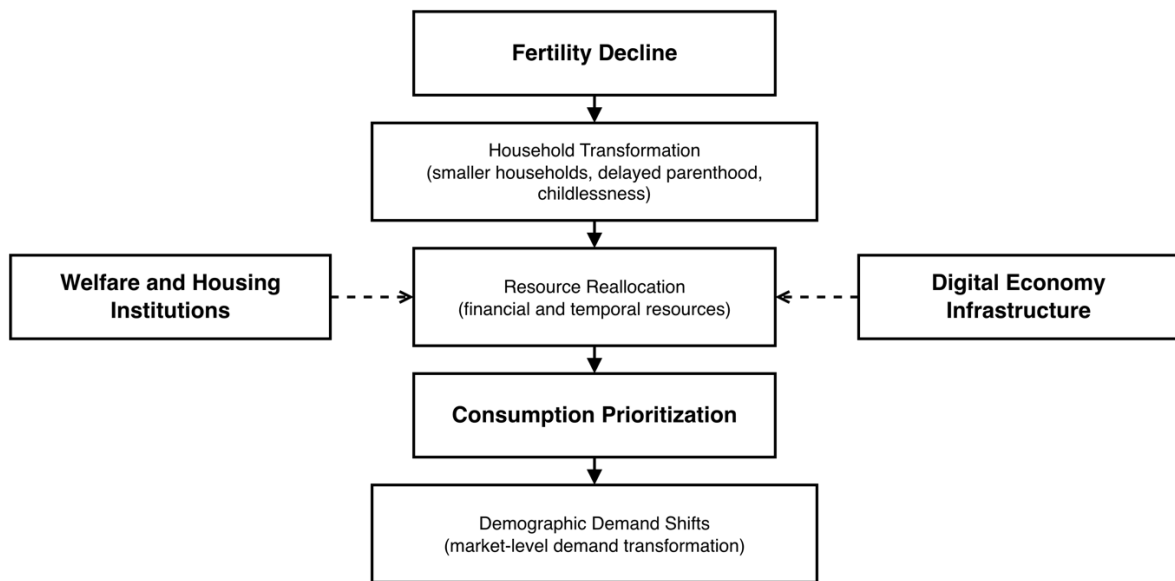 Fertility Decline
Household Transformation
(smaller households, delayed parenthood,
childlessness)
Welfare and Housing
Institutions
Resource Reallocation
(financial and temporal resources)
Digital Economy
Infrastructure
Consumption Prioritization
Demographic Demand Shifts
(market-level demand transformation)